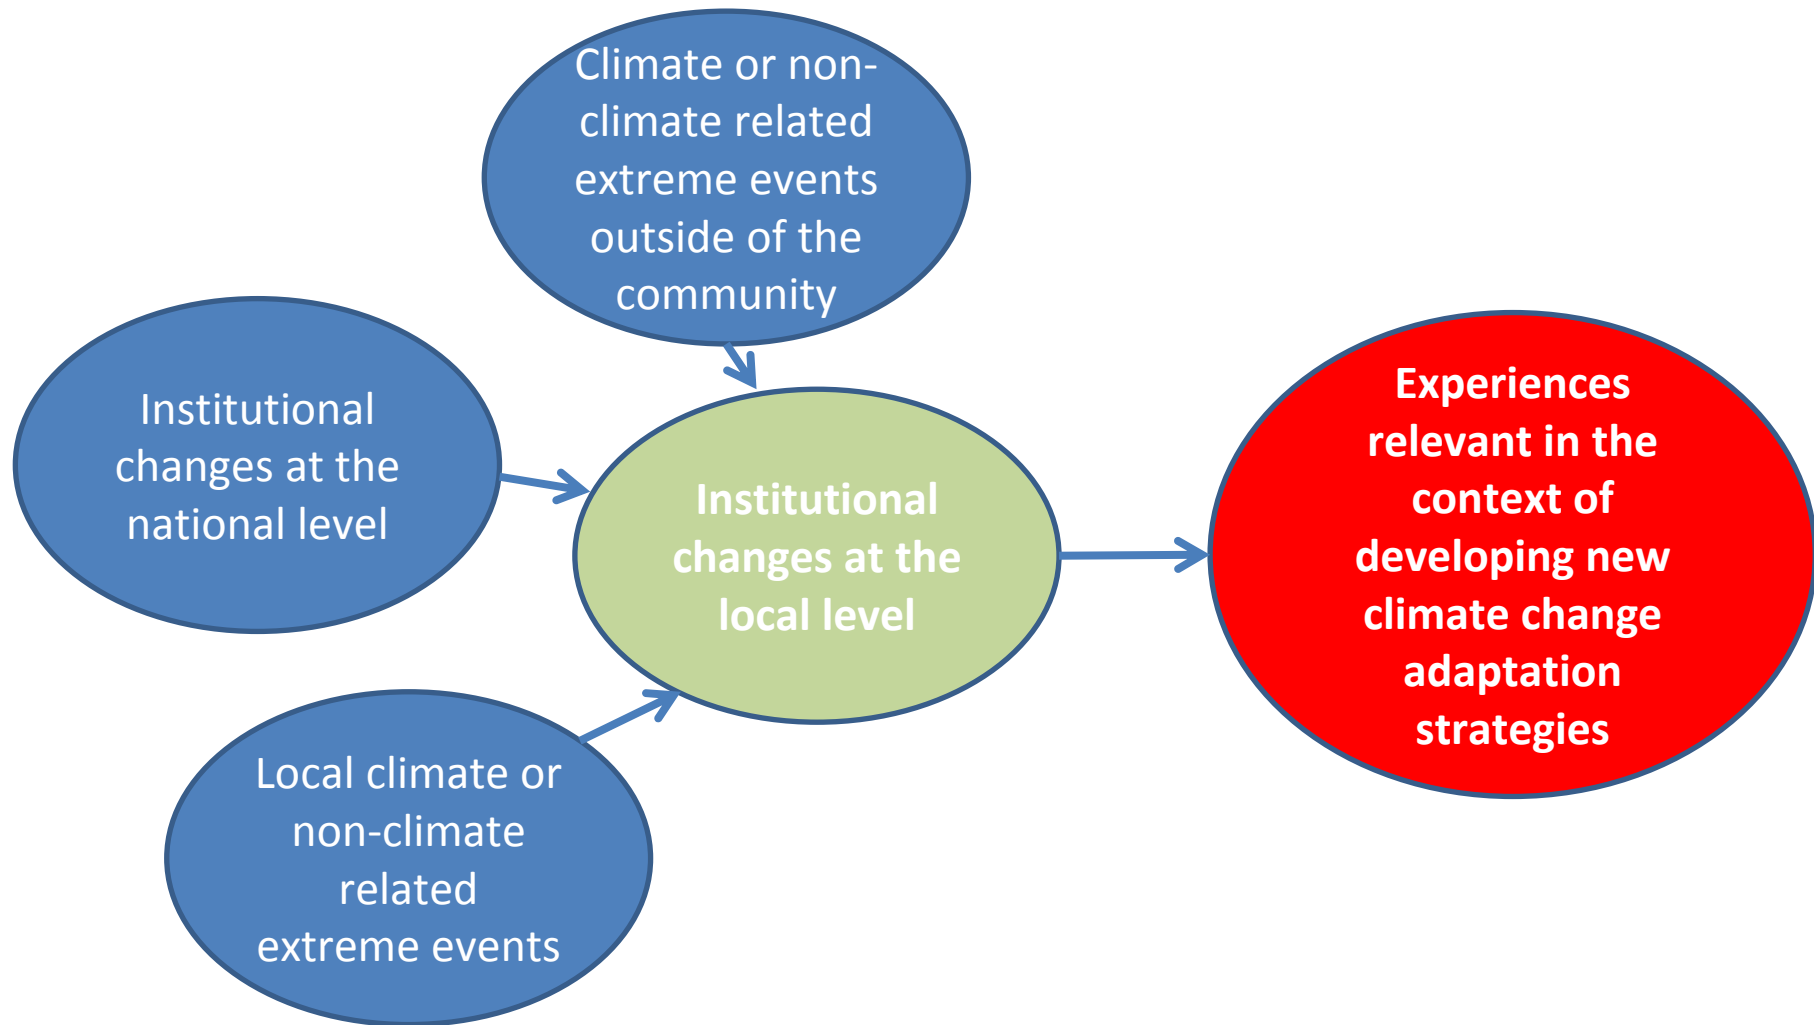 Climate or non-
climate related
extreme events
outside of the
community
Institutional
changes at the
national level
Institutional
changes at the
local level
Experiences
relevant in the
context of
developing new
climate change
adaptation
strategies
Local climate or
non-climate
related
extreme events